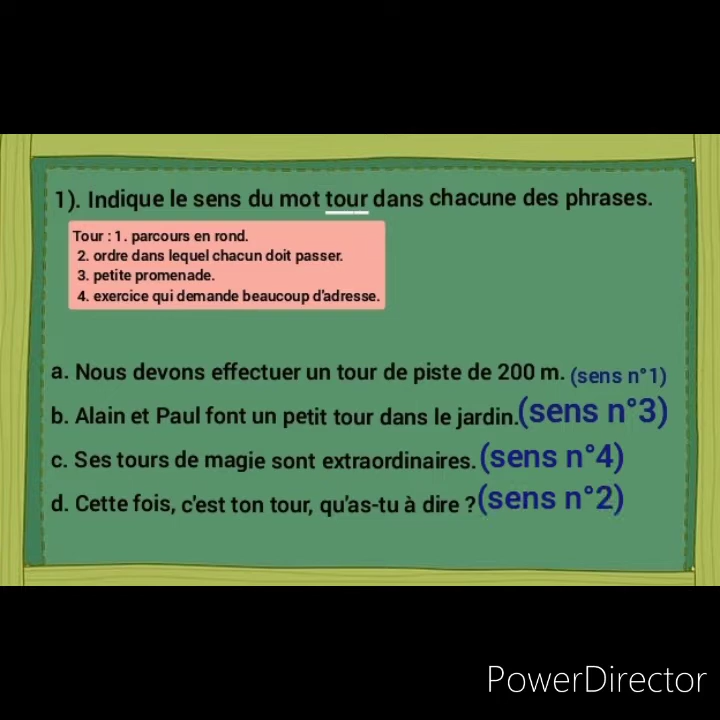 1). Indique le sens du mot tour dans chacune des phrases.
Tour : 1. parcours en rond.
2. ordre dans lequel chacun doit passer.
3. petite promenade.
4. exercice qui demande beaucoup d'adresse.
a. Nous devons effectuer un tour de piste de 200 m. (sens n°1)
b. Alain et Paul font un petit tour dans le jardin.(sens n°3)
c. Ses tours de magie sont extraordinaires. (sens n°4)
d. Cette fois, c'est ton tour, qu'as-tu à dire ?(sens n°2)
PowerDirector